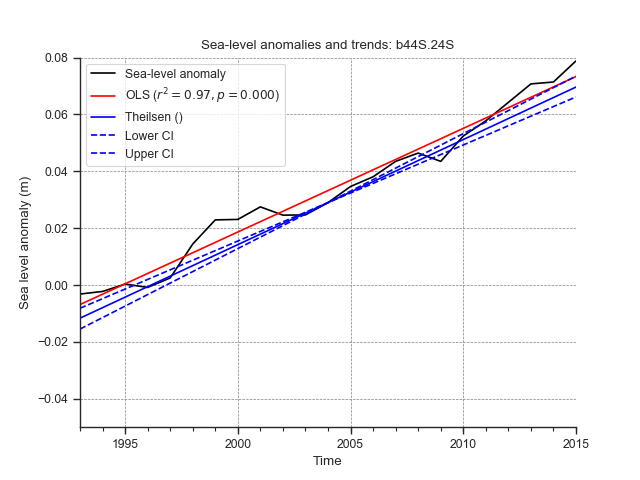 Sea-level anomalies and trends: b44S.24S
Sea level anomaly (m)
0.08
0.06
0.04
0.02
0.00
−0.02
−0.04
Sea-level anomaly
OLS (r² = 0.97, p = 0.000)
Theilsen ()
Lower CI
Upper CI
1995 2000 2005 2010 2015
Time